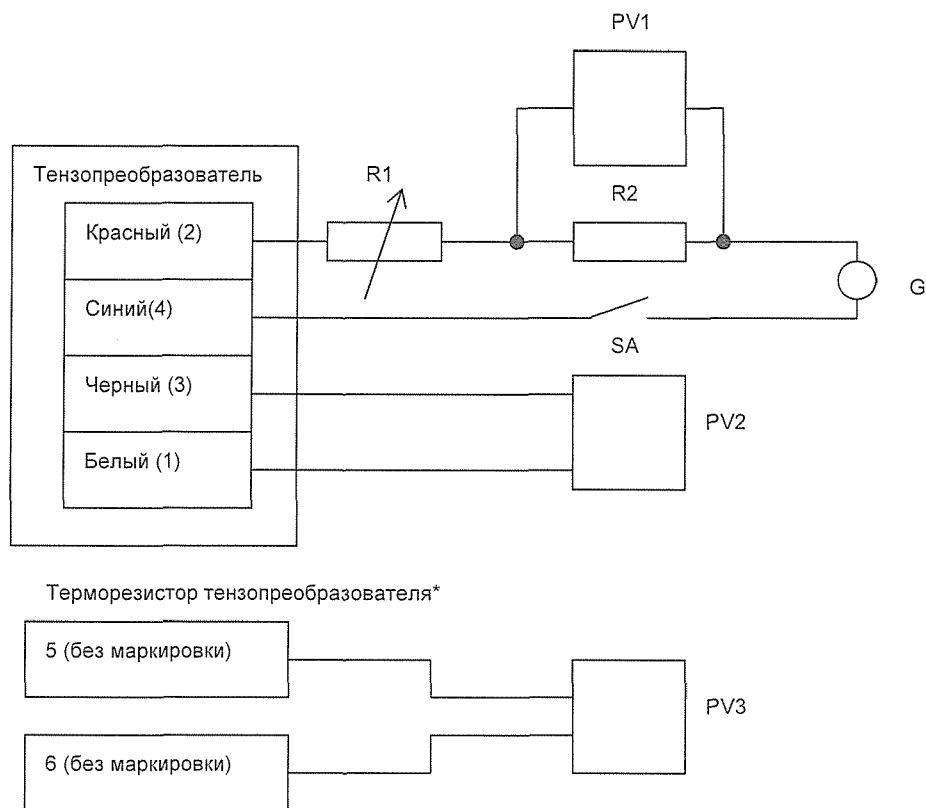 PV1
Тензопреобразователь
R1
R2
Красный (2)
Синий(4)
G
SA
Черный (3)
PV2
Белый (1)
Терморезистор тензопреобразователя*
5 (без маркировки)
PV3
6 (без маркировки)